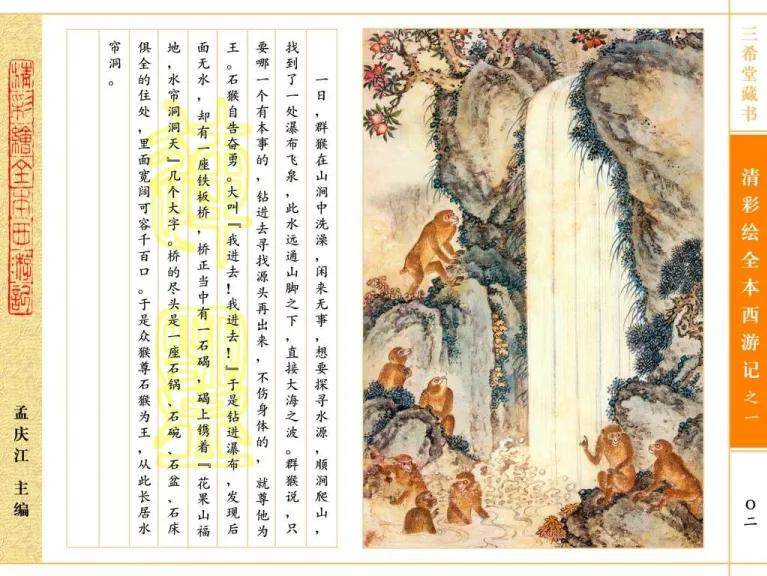 三希堂藏书
清彩绘全本西游记之一
〇二
一日，群猴在山涧中洗澡，闲来无事，想要探寻水源，顺涧爬山，
找到了一处瀑布飞泉，此水远通山脚之下，直接大海之波。群猴说，只
要哪一个有本事的，钻进去寻找源头再出来，不伤身体的，就尊他为
王。石猴自告奋勇。大叫『我进去！我进去！』于是钻进瀑布，发现后
面无水，却有一座铁板桥，桥正当中有一石碣，碣上镌着『花果山福
地，水帘洞洞天』几个大字。桥的尽头是一座石锅、石碗、石盆、石床
俱全的住处，里面宽阔可容千百口。于是众猴尊石猴为王，从此长居水
帘洞。
清彩繪全本西游記
孟庆江 主编